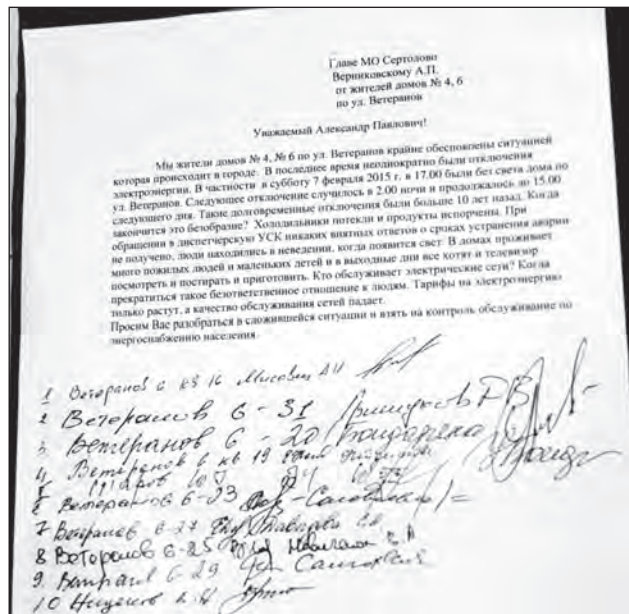 Главе МО Сертолово
Верниковскому А.П.
от жителей домов № 4, 6
по ул. Ветеранов
Уважаемый Александр Павлович!
Мы жители домов № 4, № 6 по ул. Ветеранов крайне обеспокоены ситуацией
которая происходит в городе. В последнее время неоднократно были отключения
электроэнергии. В частности в субботу 7 февраля 2015 г. в 17.00 были без света дома по
ул. Ветеранов. Следующее отключение случилось в 2.00 ночи и продолжалось до 15.00
следующего дня. Такие долговременные отключения были больше 10 лет назад. Когда
закончится это безобразие? Холодильники потекли и продукты испорчены. При
обращении в диспетчерскую УСК никаких внятных ответов о сроках устранения аварии
не получено, люди находились в неведении, когда появится свет. В домах проживает
много пожилых людей и маленьких детей и в выходные дни все хотят и телевизор
посмотреть и постирать и приготовить. Кто обслуживает электрические сети? Когда
прекратиться такое безответственное отношение к людям. Тарифы на электроэнергию
только растут, а качество обслуживания сетей падает.
Просим Вас разобраться в сложившейся ситуации и взять на контроль обслуживание по
энергоснабжению населения.
1 Ветеранов 6 кв 16
2 Ветеранов 6 - 31
3. Ветеранов 6 - 20
4 Ветеранов 6 кв 19
5
6 Ветеранов 6-23
7 Ветеранов 6-27
8 Ветеранов 6-25
9. 6-29
10